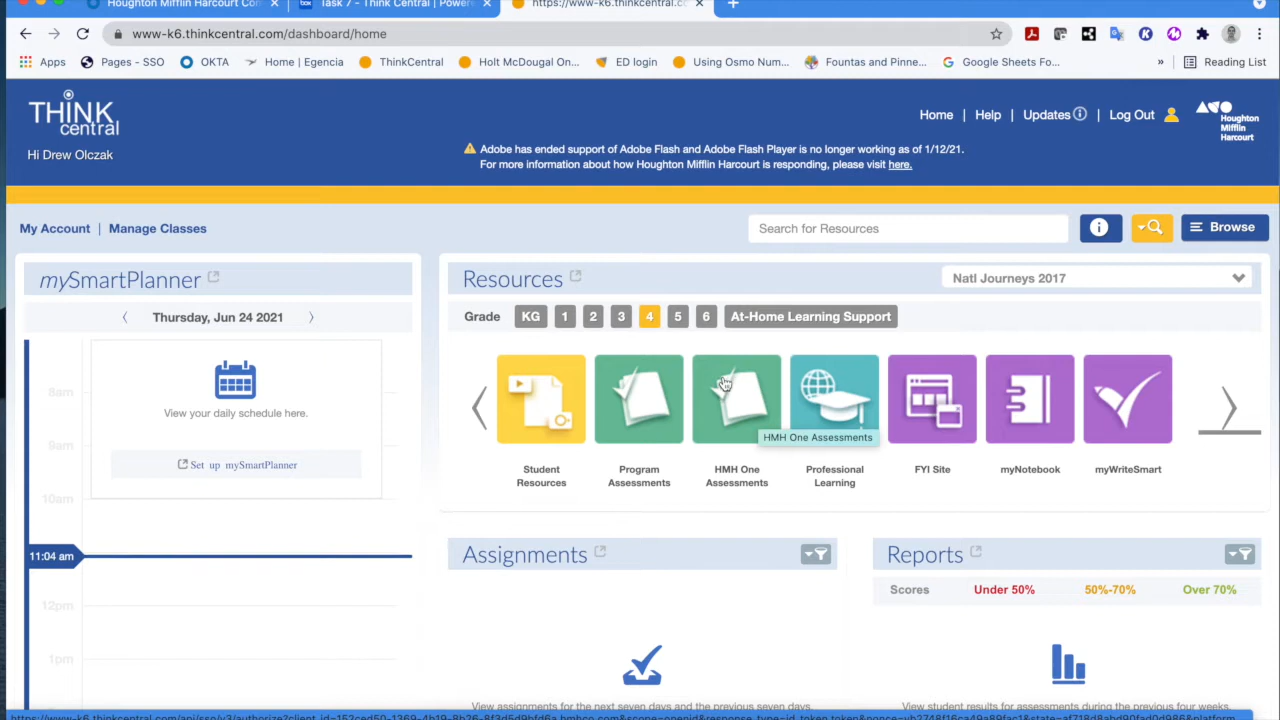 Houghton Mifflin Harcourt Con
Task 7 - Think Central | Powere
https://www-k6.thinkcentral.co
www-k6.thinkcentral.com/dashboard/home
Apps
Pages - SSO
OKTA
Home | Egencia
ThinkCentral
Holt McDougal On...
ED login
Using Osmo Num...
Fountas and Pinne...
Google Sheets Fo...
»
Reading List
THINK
central
Hi Drew Olczak
Home | Help | Updates | Log Out
Houghton
Mifflin
Harcourt
Adobe has ended support of Adobe Flash and Adobe Flash Player is no longer working as of 1/12/21.
For more information about how Houghton Mifflin Harcourt is responding, please visit here.
My Account | Manage Classes
Search for Resources
Browse
mySmartPlanner
Thursday, Jun 24 2021
8am
View your daily schedule here.
9am
Set up mySmartPlanner
10am
11:04 am
12pm
1pm
Resources
Natl Journeys 2017
Grade KG 1 2 3 4 5 6 At-Home Learning Support
HMH One Assessments
Student
Resources
Program
Assessments
HMH One
Assessments
Professional
Learning
FYI Site
myNotebook
myWriteSmart
Assignments
View assignments for the next seven days and the previous seven days.
Reports
Scores Under 50% 50%-70% Over 70%
View student results for assessments during the previous four weeks.